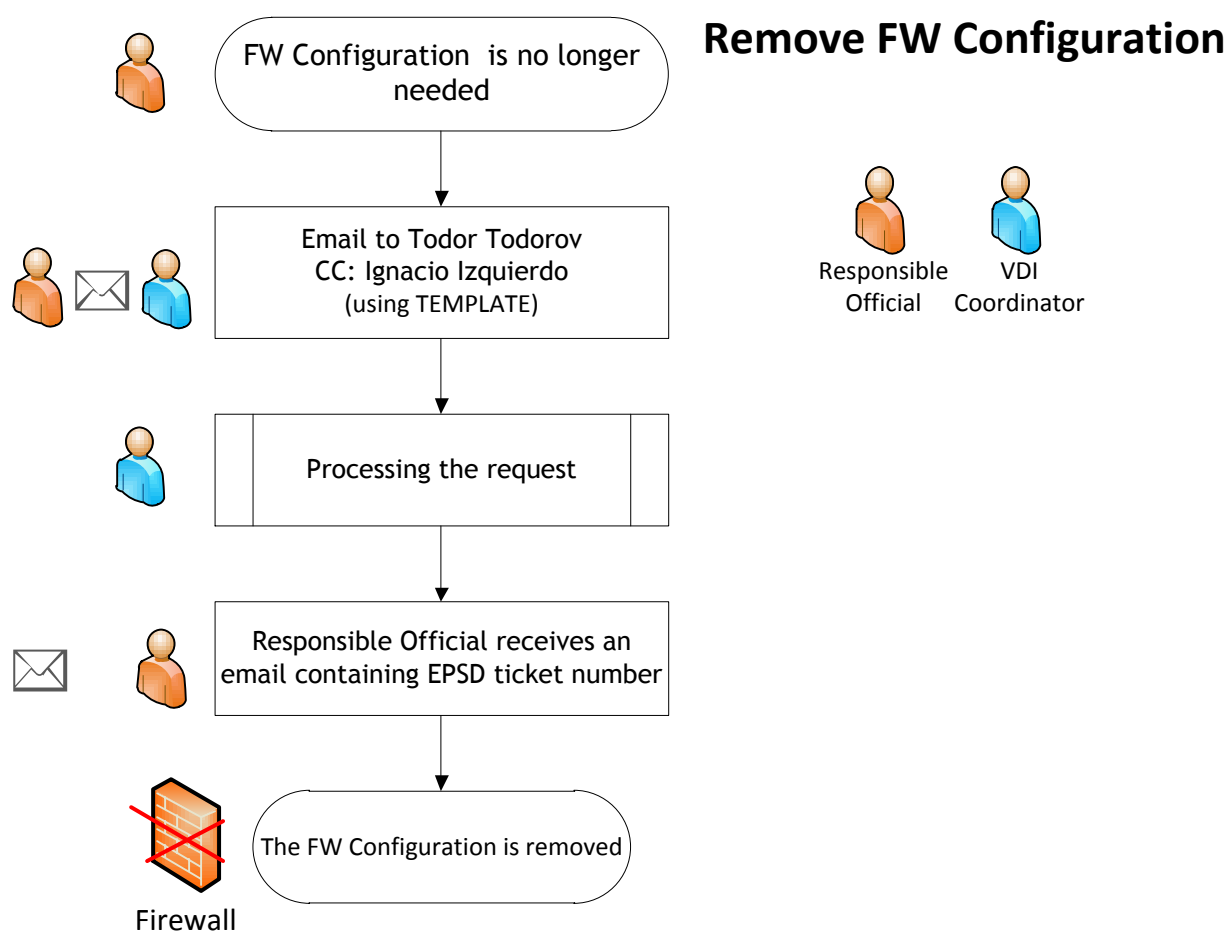 Remove FW Configuration
FW Configuration is no longer
needed
Responsible
Official
VDI
Coordinator
Email to Todor Todorov
CC: Ignacio Izquierdo
(using TEMPLATE)
Processing the request
Responsible Official receives an
email containing EPSD ticket number
The FW Configuration is removed
Firewall